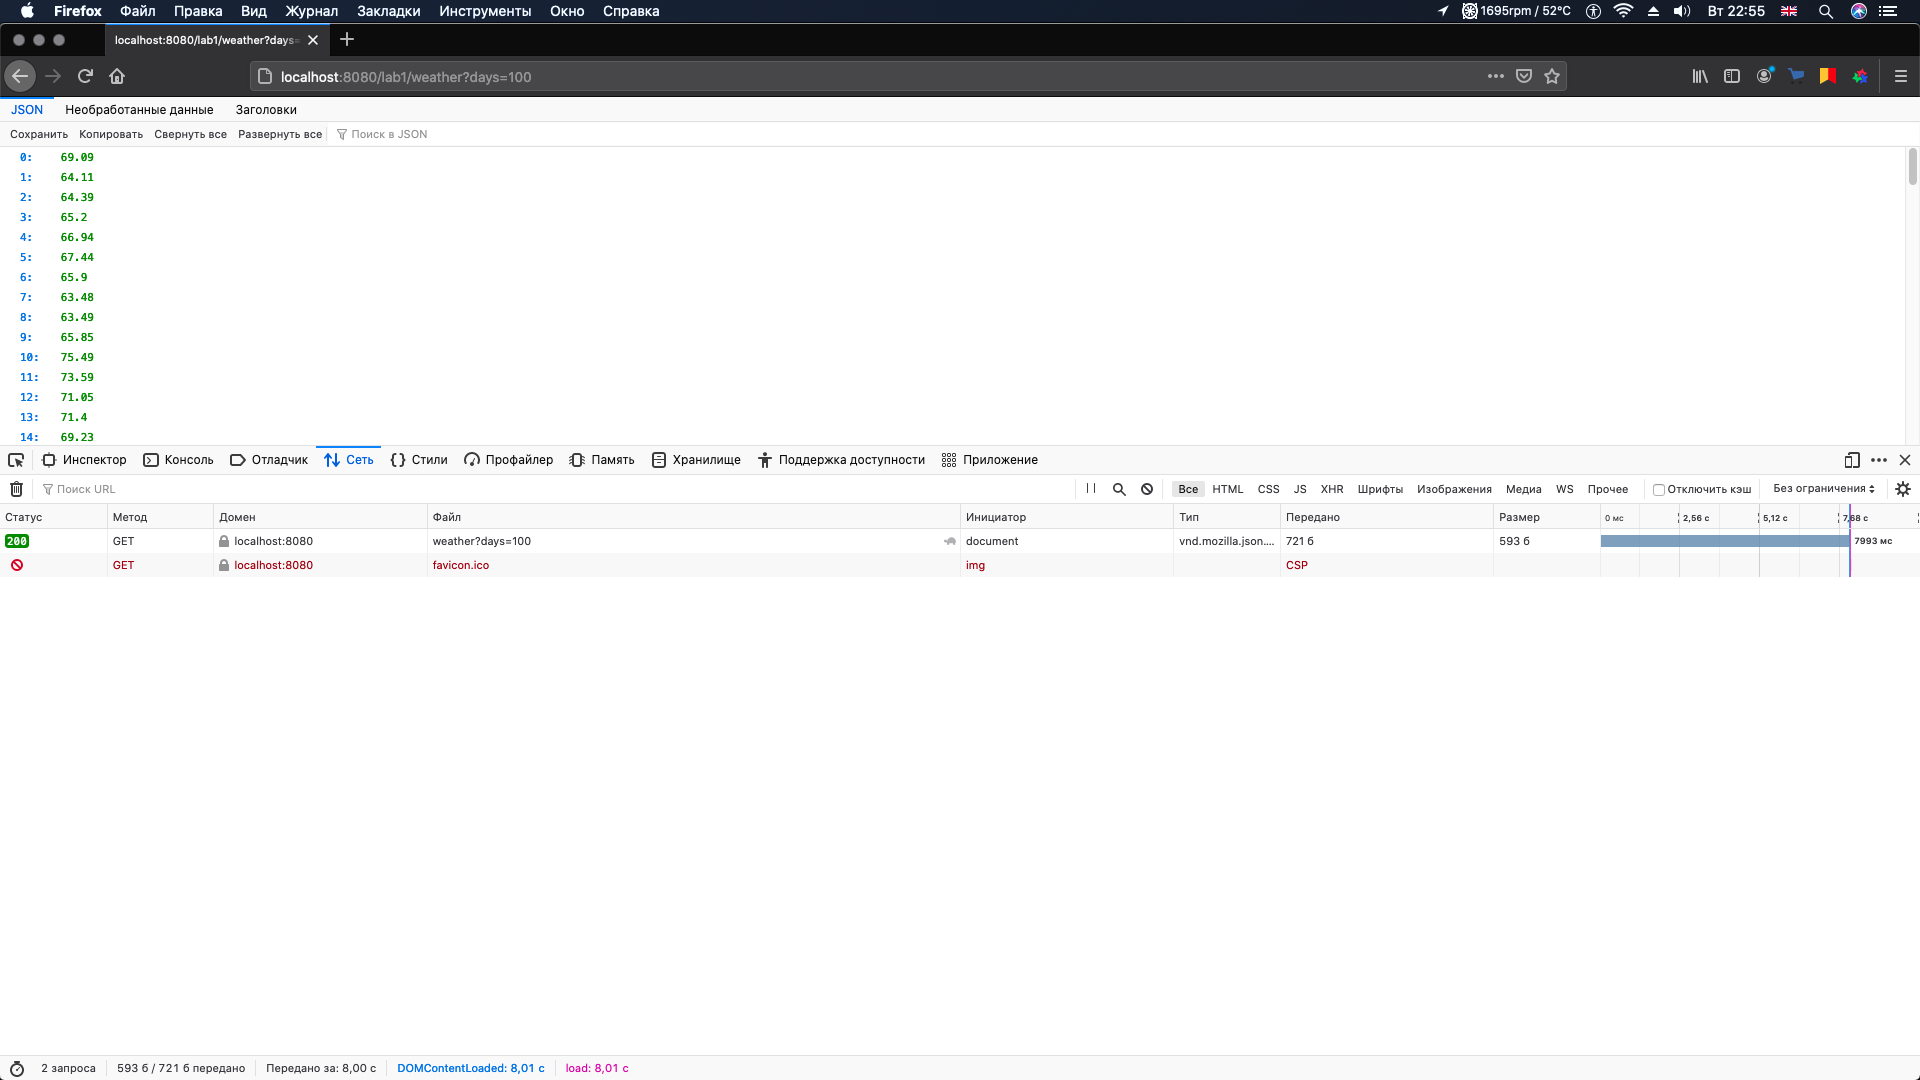 Firefox Файл Правка Вид Журнал Закладки Инструменты Окно Справка 1695rpm / 52°C Вт 22:55
localhost:8080/lab1/weather?days=
localhost:8080/lab1/weather?days=100
JSON Необработанные данные Заголовки
Сохранить Копировать Свернуть все Развернуть все Поиск в JSON
0: 69.09
1: 64.11
2: 64.39
3: 65.2
4: 66.94
5: 67.44
6: 65.9
7: 63.48
8: 63.49
9: 65.85
10: 75.49
11: 73.59
12: 71.05
13: 71.4
14: 69.23
Инспектор Консоль Отладчик Сеть Стили Профайлер Память Хранилище Поддержка доступности Приложение
Поиск URL Все HTML CSS JS XHR Шрифты Изображения Медиа WS Прочее Отключить кэш Без ограничения
Статус Метод Домен Файл Инициатор Тип Передано Размер 0 мс 2,56 с 5,12 с 7,68 с
200 GET localhost:8080 weather?days=100 document vnd.mozilla.json.... 721 б 593 б 7993 мс
GET localhost:8080 favicon.ico img CSP
2 запроса 593 б / 721 б передано Передано за: 8,00 с DOMContentLoaded: 8,01 с load: 8,01 с